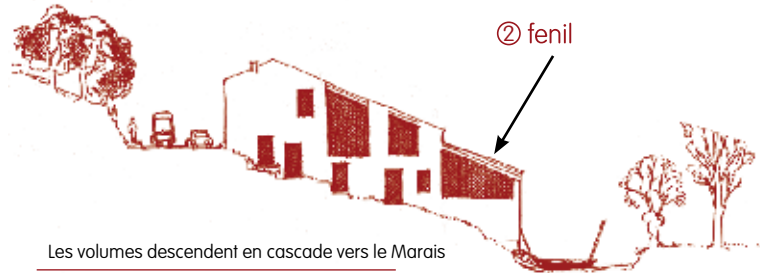 ② fenil
Les volumes descendent en cascade vers le Marais